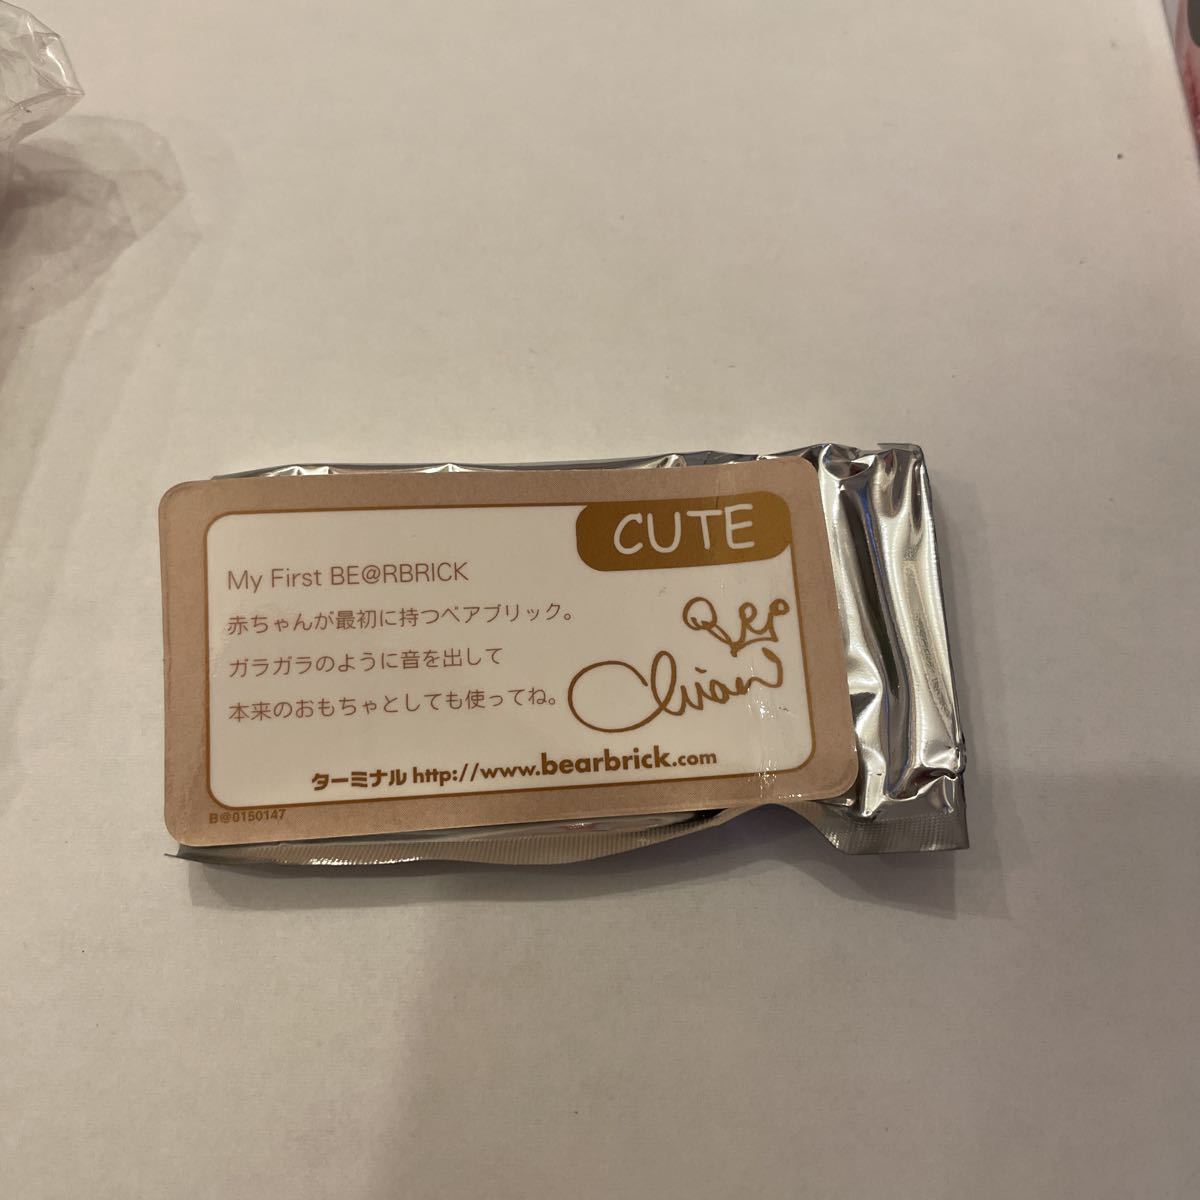 CUTE
My First BE@RBRICK
赤ちゃんが最初に持つベアブリック。
ガラガラのように音を出して
本来のおもちゃとしても使ってね。
ターミナル http://www.bearbrick.com
B@0150147